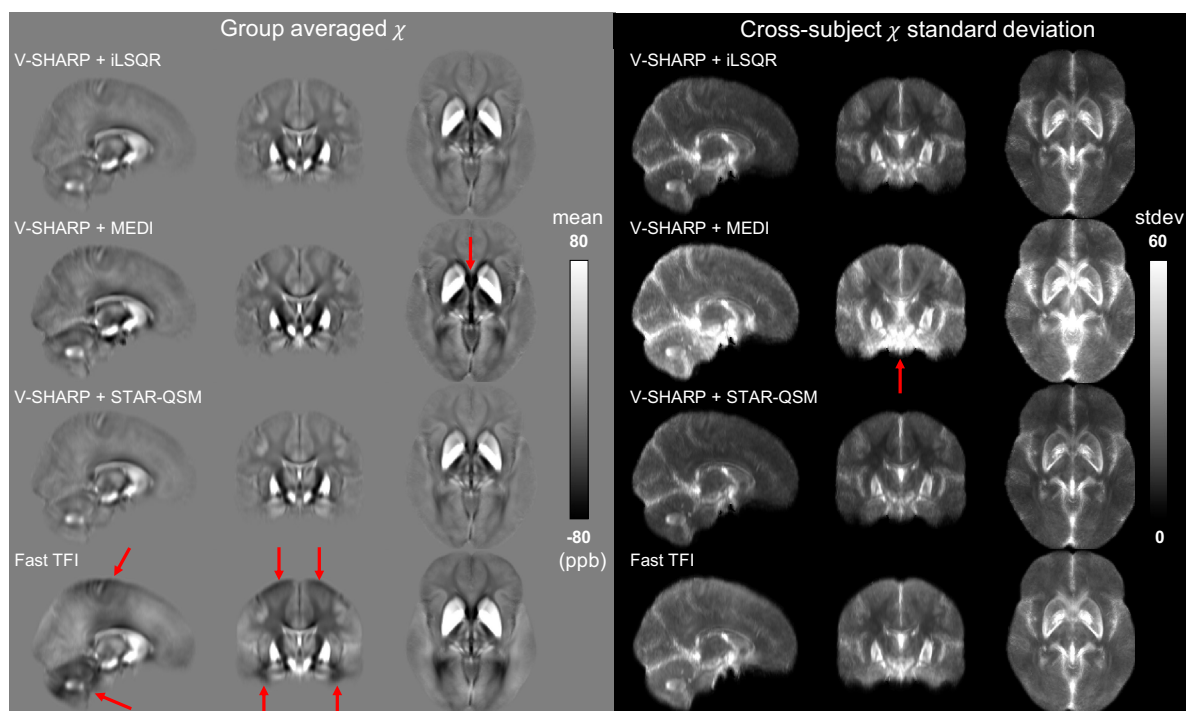 Group averaged χ
Cross-subject χ standard deviation
V-SHARP + iLSQR
V-SHARP + iLSQR
V-SHARP + MEDI
mean
80
V-SHARP + MEDI
stdev
60
V-SHARP + STAR-QSM
-80
(ppb)
V-SHARP + STAR-QSM
0
Fast TFI
Fast TFI